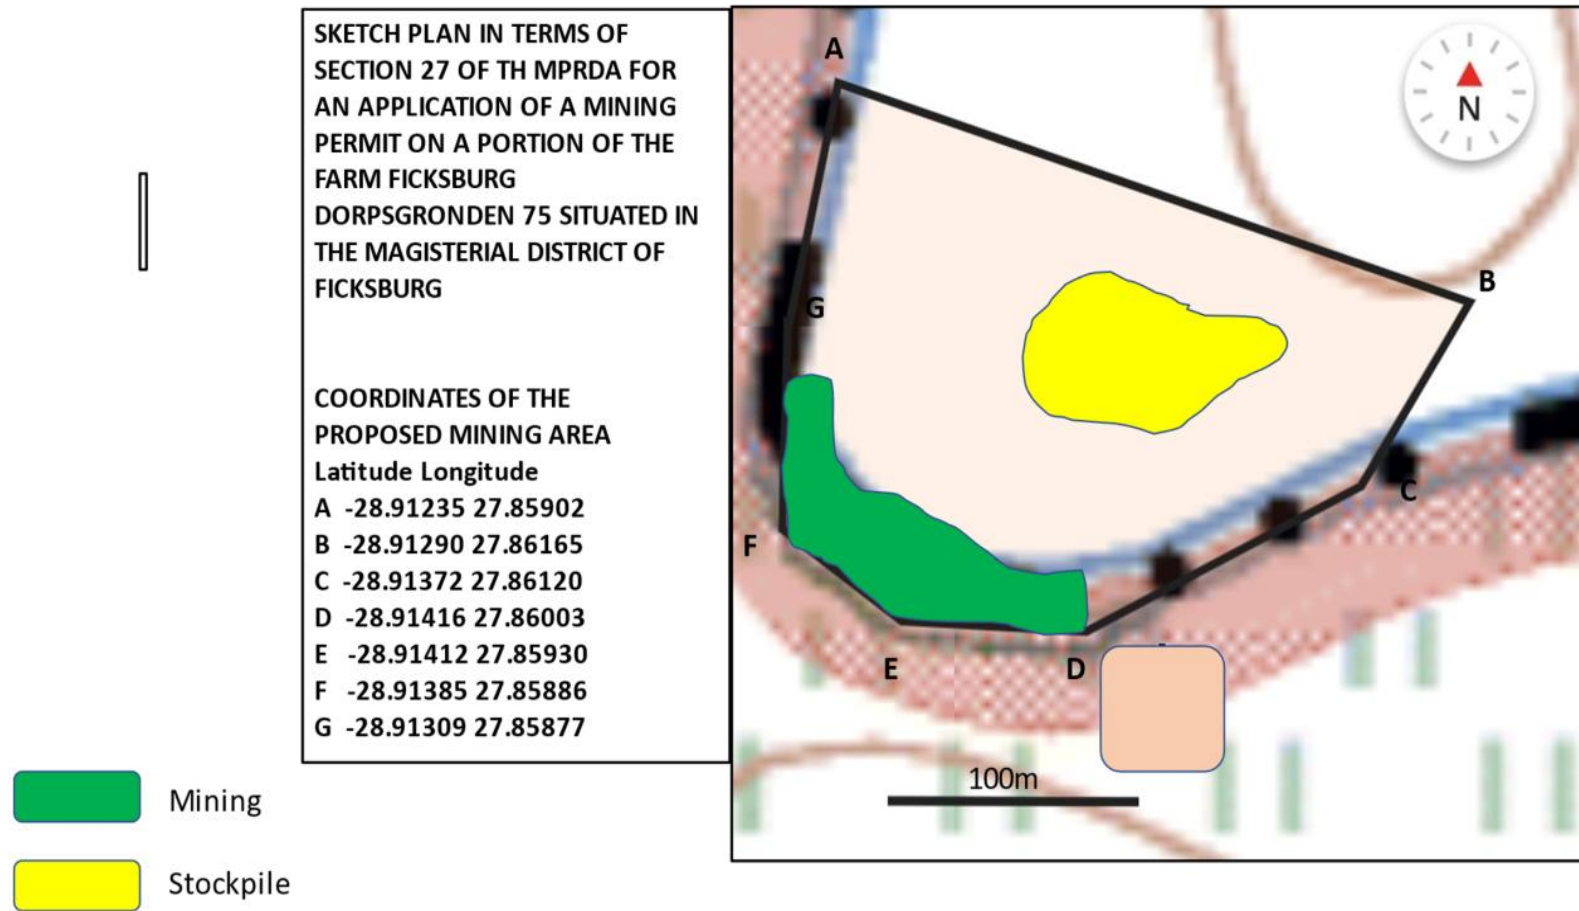 SKETCH PLAN IN TERMS OF
SECTION 27 OF TH MPRDA FOR
AN APPLICATION OF A MINING
PERMIT ON A PORTION OF THE
FARM FICKSBURG
DORPSGRONDEN 75 SITUATED IN
THE MAGISTERIAL DISTRICT OF
FICKSBURG
COORDINATES OF THE
PROPOSED MINING AREA
Latitude Longitude
A -28.91235 27.85902
B -28.91290 27.86165
C -28.91372 27.86120
D -28.91416 27.86003
E -28.91412 27.85930
F -28.91385 27.85886
G -28.91309 27.85877
Mining
Stockpile
A
N
B
G
C
F
E
D
100m